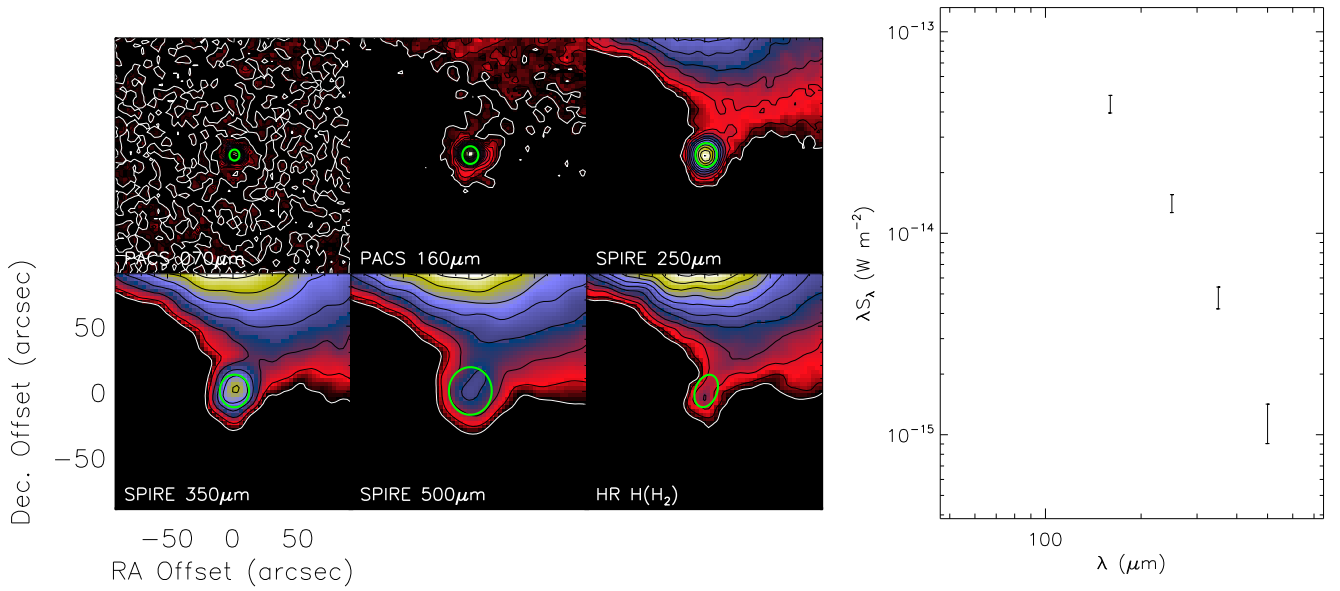 PACS 070μm
PACS 160μm
SPIRE 250μm
SPIRE 350μm
SPIRE 500μm
HR H(H₂)
50
0
−50
Dec. Offset (arcsec)
−50 0 50
RA Offset (arcsec)
10⁻¹³
10⁻¹⁴
10⁻¹⁵
λS_λ (W m⁻²)
100
λ (μm)